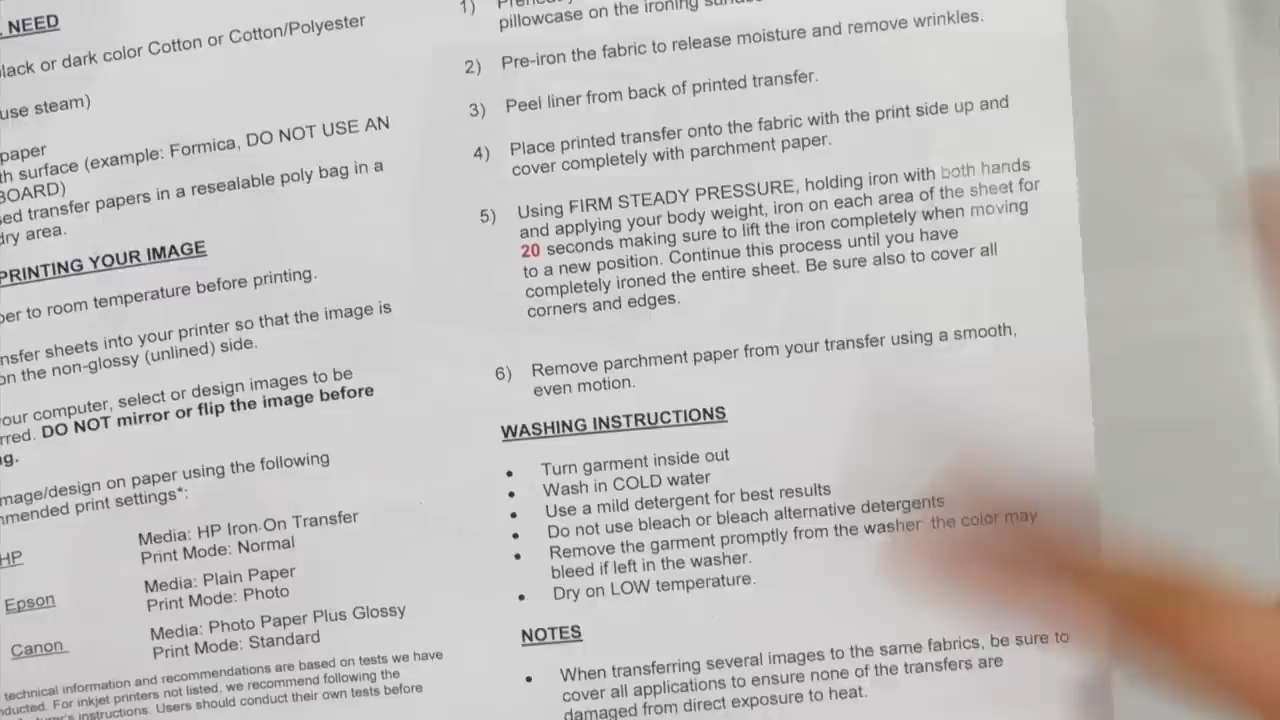 NEED
black or dark color Cotton or Cotton/Polyester
use steam)
paper
surface (example: Formica, DO NOT USE AN
BOARD)
transfer papers in a resealable poly bag in a
dry area.
PRINTING YOUR IMAGE
to room temperature before printing.
sheets into your printer so that the image is
on the non-glossy (unlined) side.
your computer, select or design images to be
DO NOT mirror or flip the image before
image/design on paper using the following
print settings*:
HP
Media: HP Iron-On Transfer
Print Mode: Normal
Epson
Media: Plain Paper
Print Mode: Photo
Canon
Media: Photo Paper Plus Glossy
Print Mode: Standard
technical information and recommendations are based on tests we have
For inkjet printers not listed, we recommend following the
instructions. Users should conduct their own tests before
1)
pillowcase on the ironing
2) Pre-iron the fabric to release moisture and remove wrinkles.
3) Peel liner from back of printed transfer.
4) Place printed transfer onto the fabric with the print side up and
cover completely with parchment paper.
5) Using FIRM STEADY PRESSURE, holding iron with both hands
and applying your body weight, iron on each area of the sheet for
20 seconds making sure to lift the iron completely when moving
to a new position. Continue this process until you have
completely ironed the entire sheet. Be sure also to cover all
corners and edges.
6) Remove parchment paper from your transfer using a smooth,
even motion.
WASHING INSTRUCTIONS
• Turn garment inside out
• Wash in COLD water
• Use a mild detergent for best results
• Do not use bleach or bleach alternative detergents
• Remove the garment promptly from the washer the color may
bleed if left in the washer.
• Dry on LOW temperature.
NOTES
• When transferring several images to the same fabrics, be sure to
cover all applications to ensure none of the transfers are
damaged from direct exposure to heat.